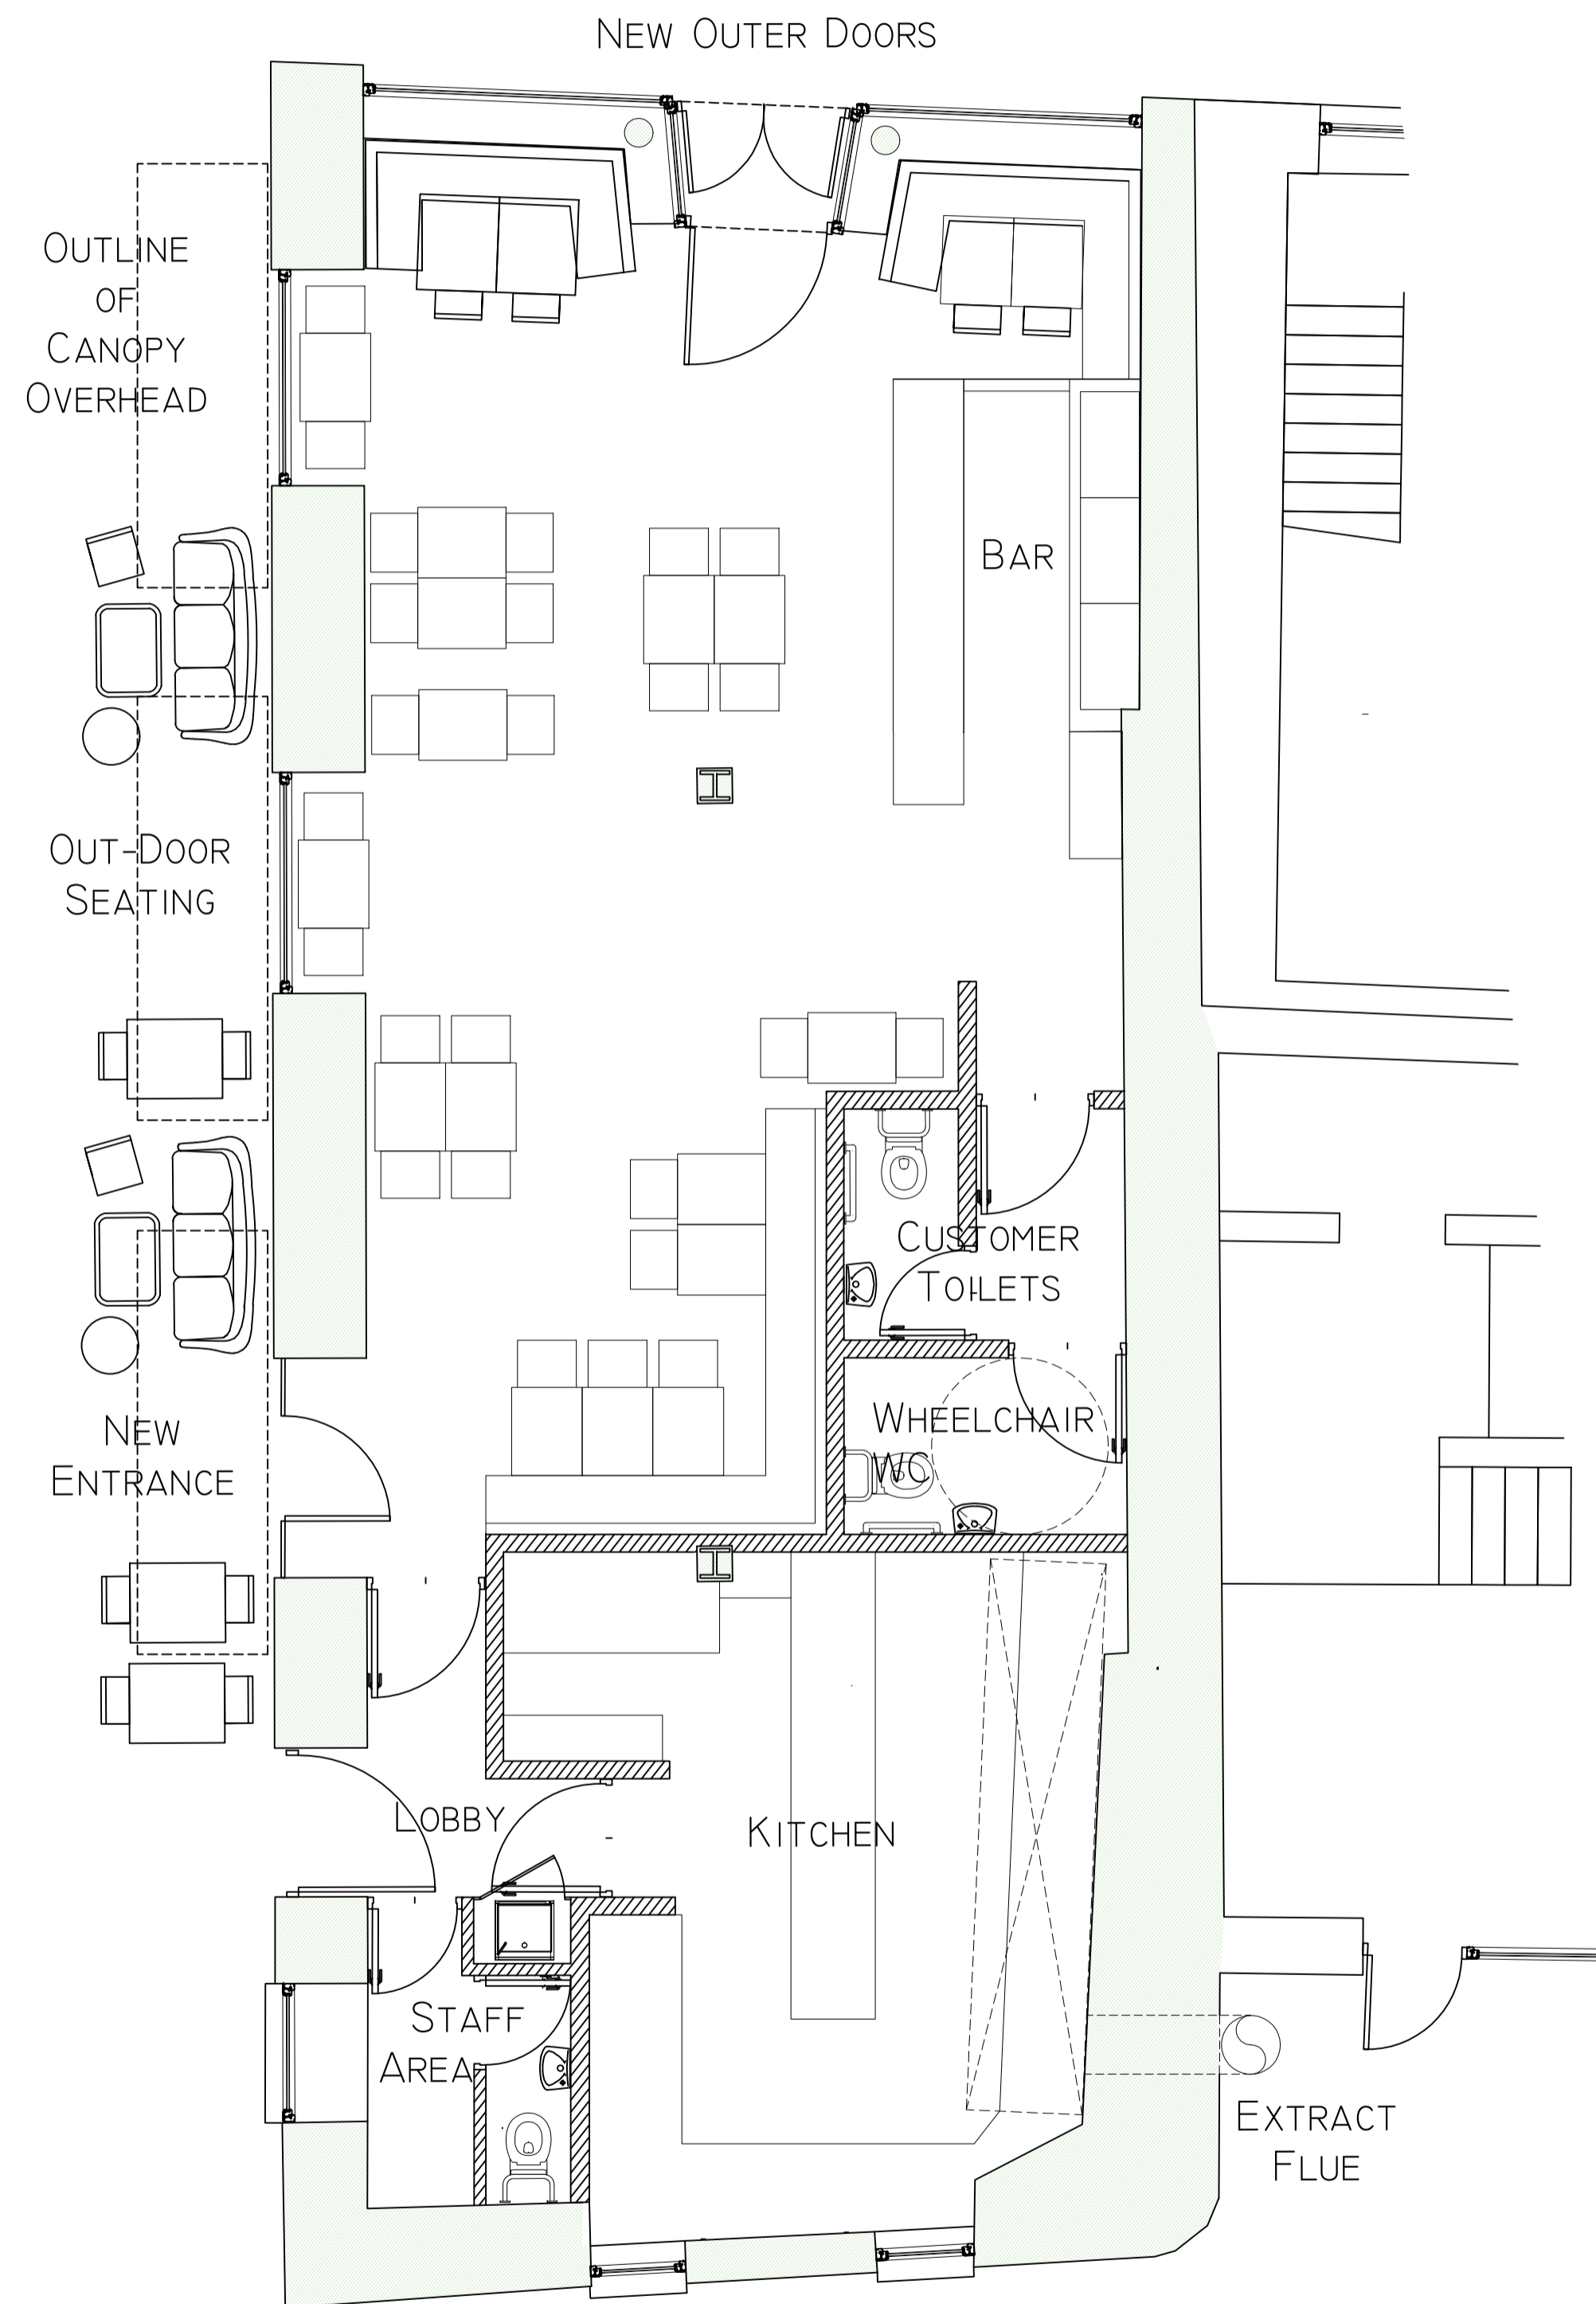 NEW OUTER DOORS
OUTLINE
OF
CANOPY
OVERHEAD
BAR
OUT-DOOR
SEATING
CUSTOMER
TOILETS
WHEELCHAIR
WC
NEW
ENTRANCE
LOBBY
KITCHEN
STAFF
AREA
EXTRACT
FLUE